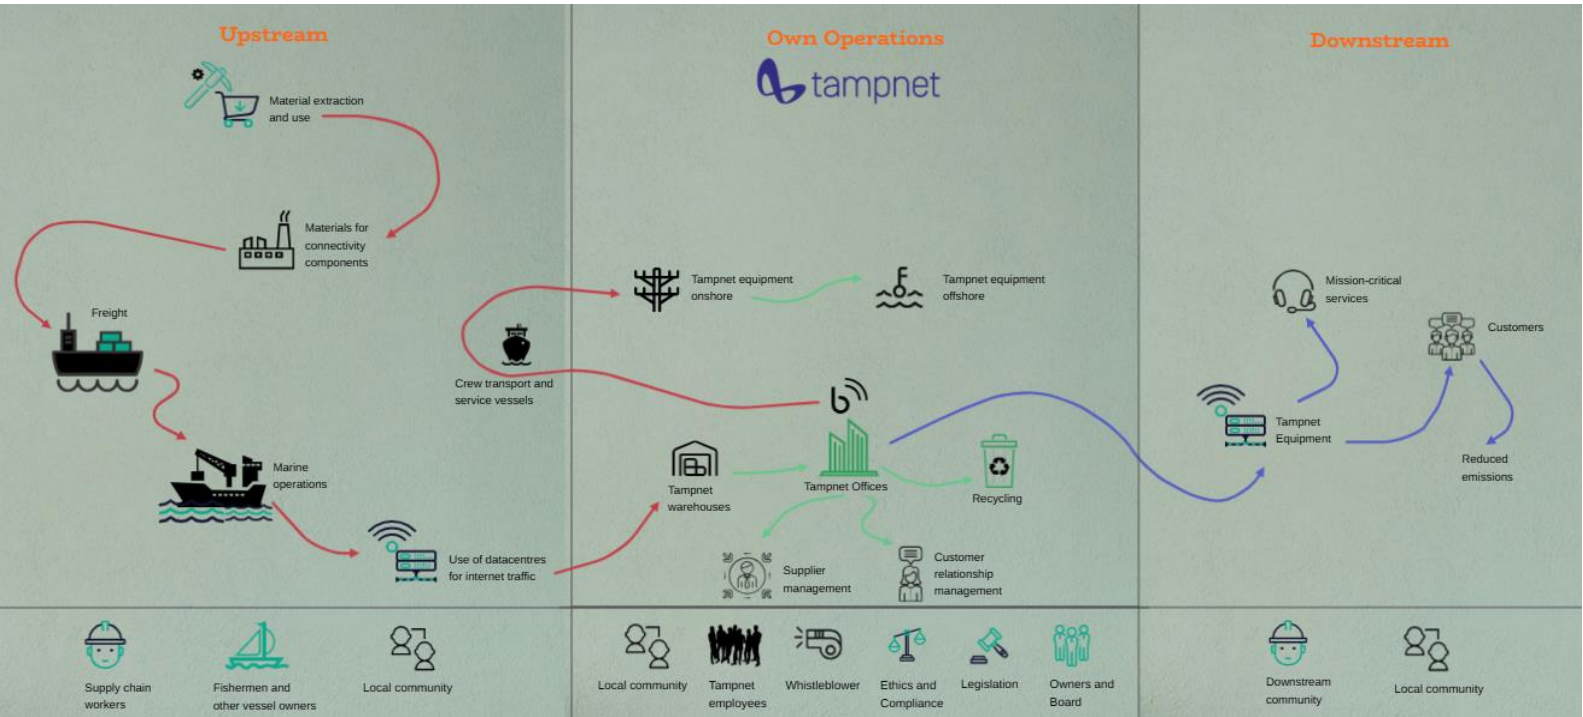 Upstream
Own Operations
Downstream
tampnet
Material extraction
and use
Materials for
connectivity
components
Freight
Crew transport and
service vessels
Marine
operations
Use of datacentres
for internet traffic
Tampnet equipment
onshore
Tampnet equipment
offshore
Tampnet
warehouses
Tampnet Offices
Recycling
Supplier
management
Customer
relationship
management
Mission-critical
services
Customers
Tampnet
Equipment
Reduced
emissions
Supply chain
workers
Fishermen and
other vessel owners
Local community
Local community
Tampnet
employees
Whistleblower
Ethics and
Compliance
Legislation
Owners and
Board
Downstream
community
Local community